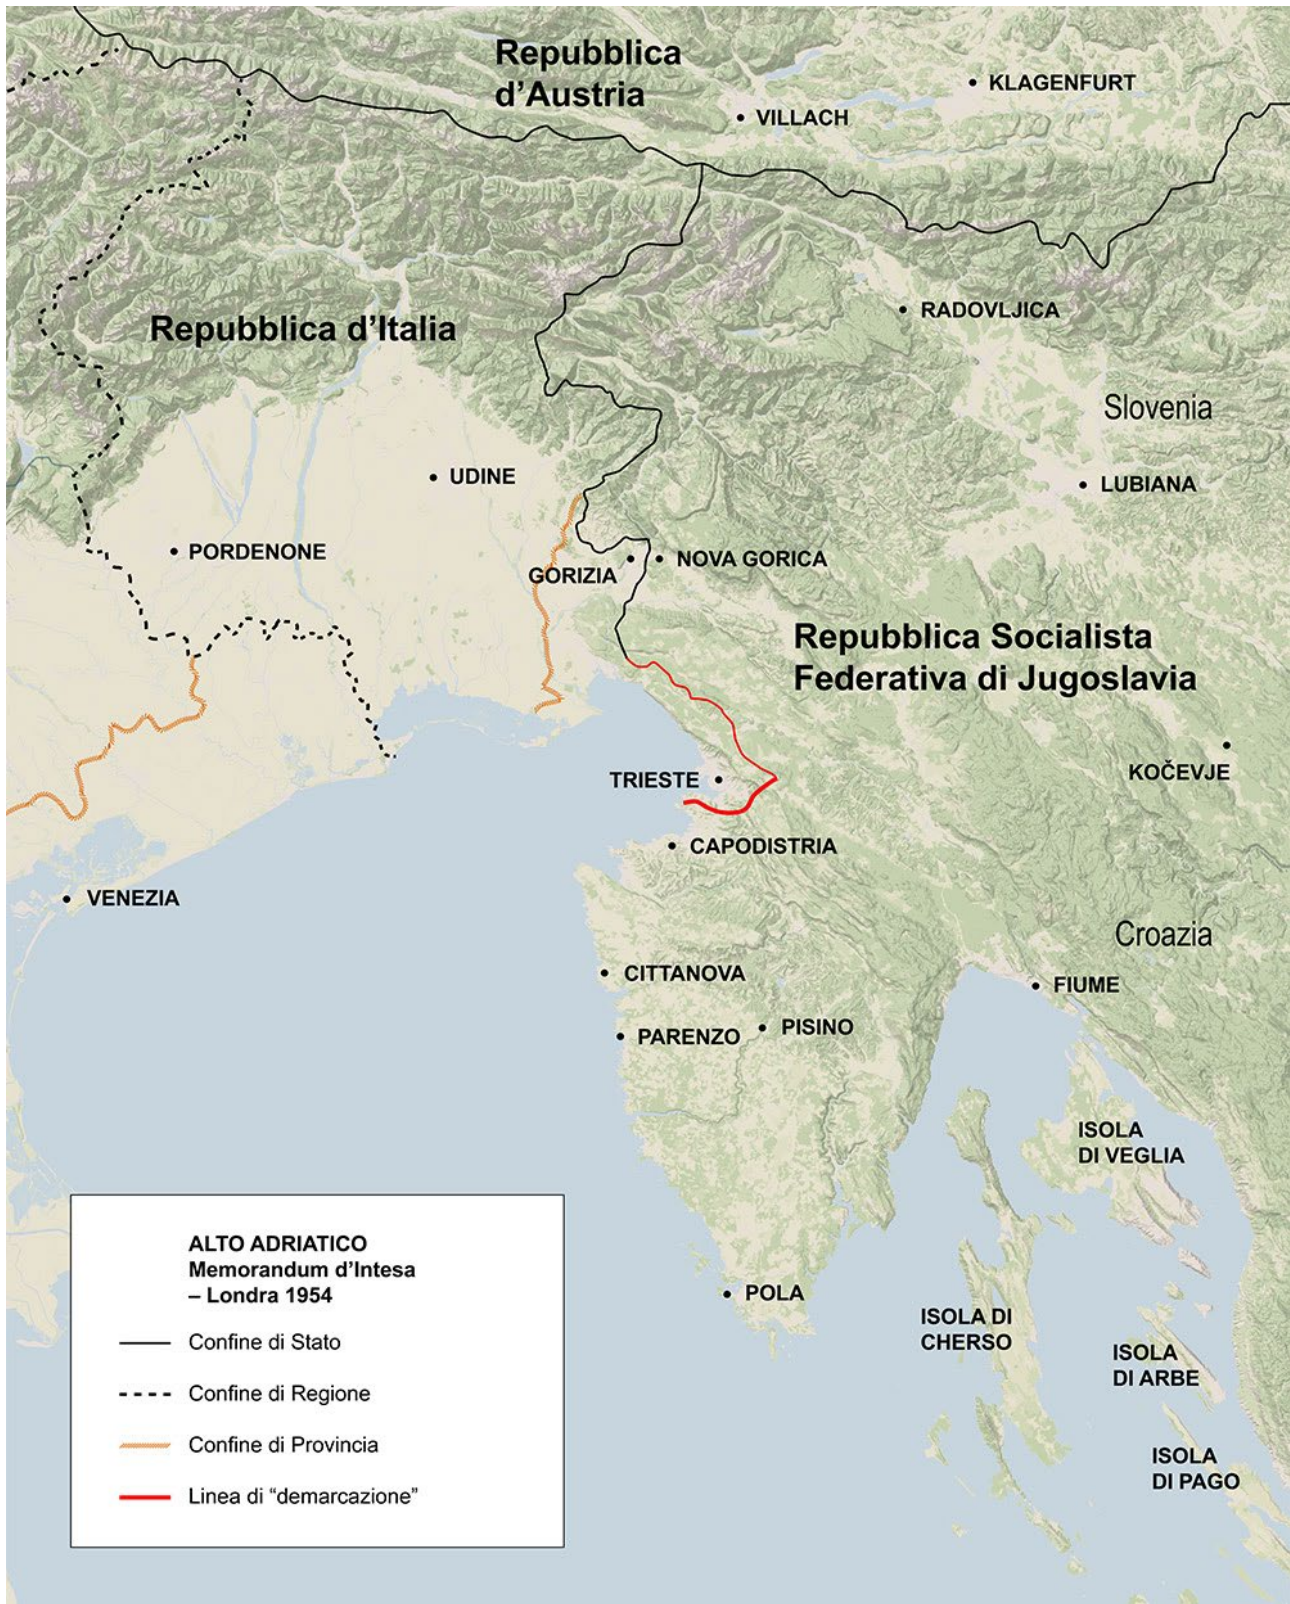 Repubblica
d'Austria
KLAGENFURT
VILLACH
RADOVLJICA
Repubblica d'Italia
Slovenia
UDINE
LUBIANA
PORDENONE
GORIZIA
NOVA GORICA
Repubblica Socialista
Federativa di Jugoslavia
KOČEVJE
TRIESTE
CAPODISTRIA
VENEZIA
Croazia
CITTANOVA
FIUME
PISINO
PARENZO
ISOLA
DI VEGLIA
POLA
ISOLA DI
CHERSO
ISOLA
DI ARBE
ISOLA
DI PAGO
ALTO ADRIATICO
Memorandum d'Intesa
– Londra 1954
Confine di Stato
Confine di Regione
Confine di Provincia
Linea di “demarcazione”